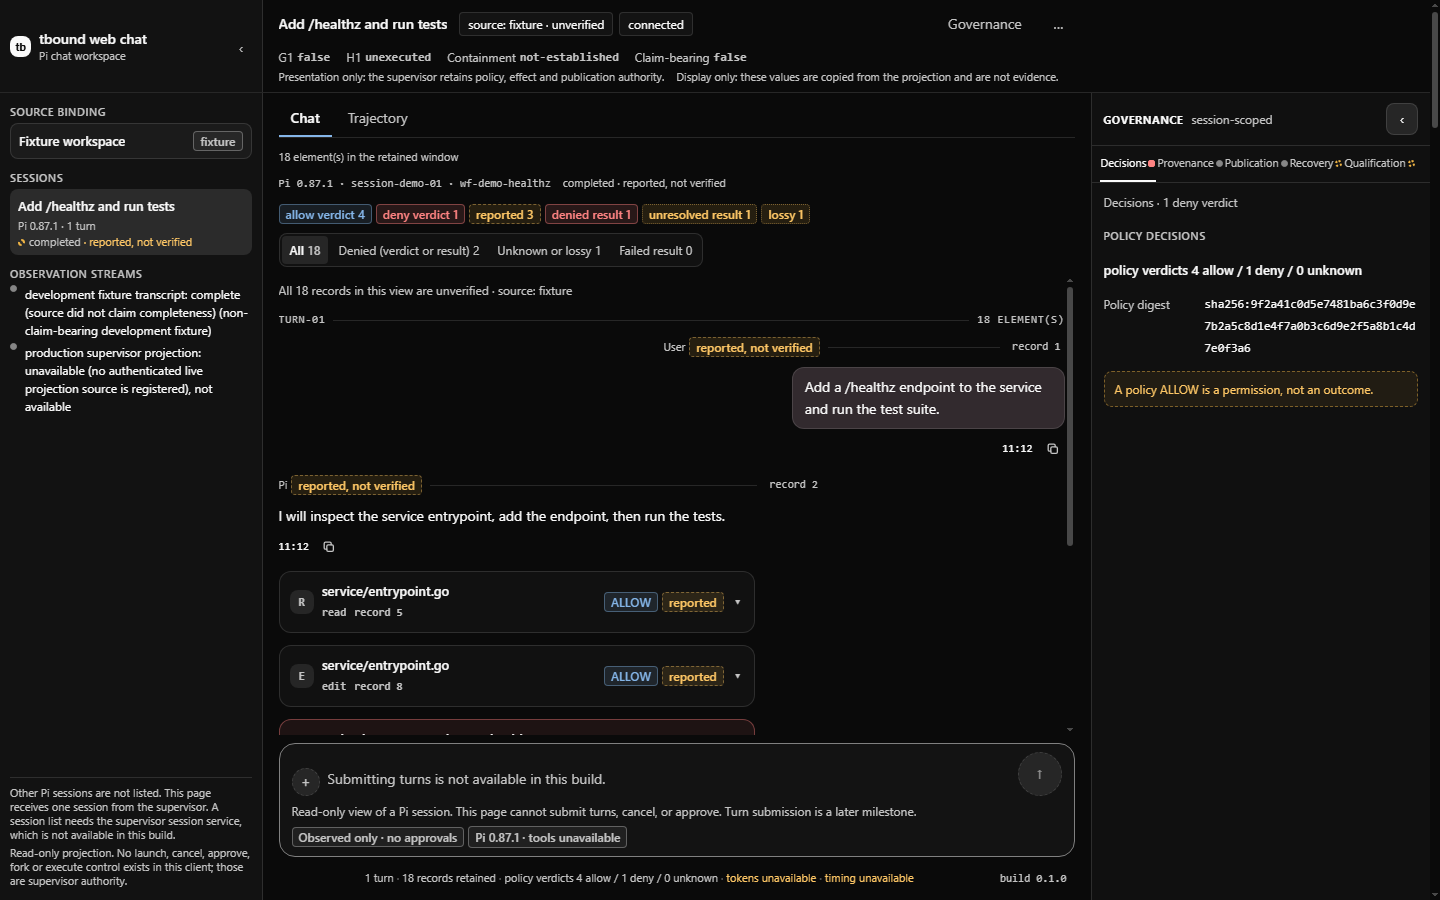 tb
tbound web chat
Pi chat workspace
‹
SOURCE BINDING
Fixture workspace
fixture
SESSIONS
Add /healthz and run tests
Pi 0.87.1 · 1 turn
completed · reported, not verified
OBSERVATION STREAMS
development fixture transcript: complete
(source did not claim completeness) (non-
claim-bearing development fixture)
production supervisor projection:
unavailable (no authenticated live
projection source is registered), not
available
Other Pi sessions are not listed. This page
receives one session from the supervisor. A
session list needs the supervisor session service,
which is not available in this build.
Read-only projection. No launch, cancel, approve,
fork or execute control exists in this client; those
are supervisor authority.
Add /healthz and run tests
source: fixture · unverified
connected
Governance
...
G1 false H1 unexecuted Containment not-established Claim-bearing false
Presentation only: the supervisor retains policy, effect and publication authority. Display only: these values are copied from the projection and are not evidence.
Chat
Trajectory
18 element(s) in the retained window
Pi 0.87.1 · session-demo-01 · wf-demo-healthz completed · reported, not verified
allow verdict 4
deny verdict 1
reported 3
denied result 1
unresolved result 1
lossy 1
All 18
Denied (verdict or result) 2
Unknown or lossy 1
Failed result 0
All 18 records in this view are unverified · source: fixture
TURN-01
18 ELEMENT(S)
User reported, not verified
record 1
Add a /healthz endpoint to the service
and run the test suite.
11:12
Pi reported, not verified
record 2
I will inspect the service entrypoint, add the endpoint, then run the tests.
11:12
R
service/entrypoint.go
read record 5
ALLOW
reported
▾
E
service/entrypoint.go
edit record 8
ALLOW
reported
▾
+
Submitting turns is not available in this build.
↑
Read-only view of a Pi session. This page cannot submit turns, cancel, or approve. Turn submission is a later milestone.
Observed only · no approvals
Pi 0.87.1 · tools unavailable
1 turn · 18 records retained · policy verdicts 4 allow / 1 deny / 0 unknown · tokens unavailable · timing unavailable
build 0.1.0
GOVERNANCE session-scoped
‹
Decisions
Provenance
Publication
Recovery
Qualification
Decisions · 1 deny verdict
POLICY DECISIONS
policy verdicts 4 allow / 1 deny / 0 unknown
Policy digest
sha256:9f2a41c0d5e7481ba6c3f0d9e
7b2a5c8d1e4f7a0b3c6d9e2f5a8b1c4d
7e0f3a6
A policy ALLOW is a permission, not an outcome.